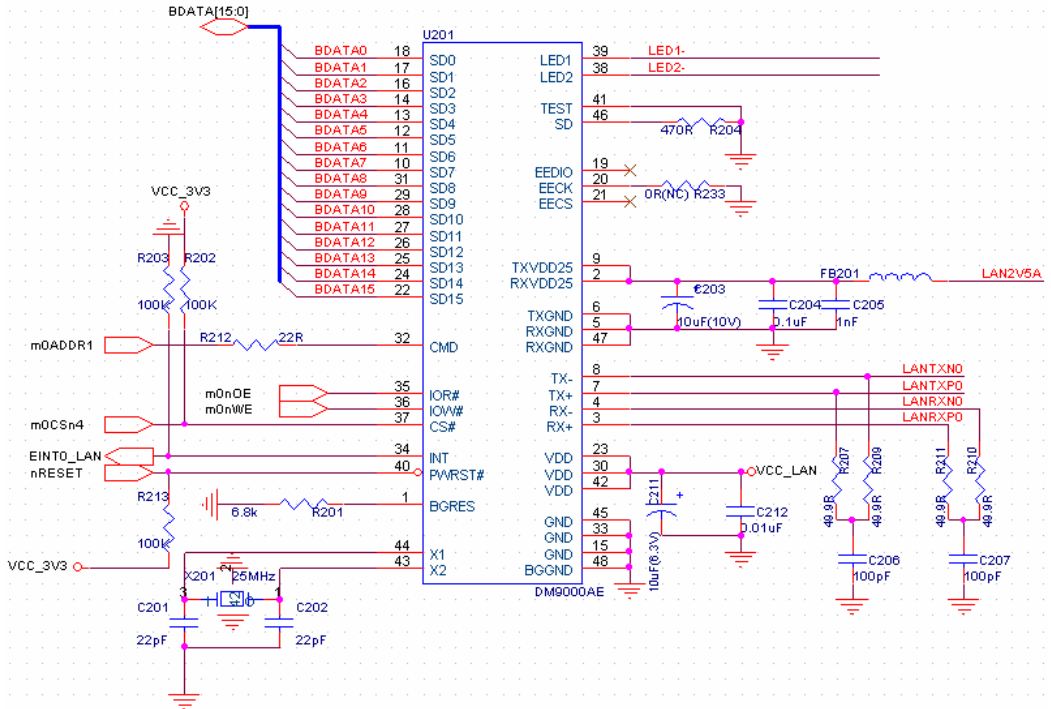 BDATA[15:0]
U201
BDATA0 18 SD0
BDATA1 17 SD1
BDATA2 16 SD2
BDATA3 14 SD3
BDATA4 13 SD4
BDATA5 12 SD5
BDATA6 11 SD6
BDATA7 10 SD7
BDATA8 31 SD8
BDATA9 29 SD9
BDATA10 28 SD10
BDATA11 27 SD11
BDATA12 26 SD12
BDATA13 25 SD13
BDATA14 24 SD14
BDATA15 22 SD15
VCC_3V3
R203 R202
100K 100K
m0ADDR1 R212 22R 32 CMD
m0nOE 35 IOR#
m0nWE 36 IOW#
m0CSn4 37 CS#
EINT0_LAN 34 INT
nRESET 40 PWRST#
R213
100K
VCC_3V3
6.8k R201 1 BGRES
44 X1
43 X2
X201 2 25MHz
3 1
42
C201 C202
22pF 22pF
LED1 39 LED1-
LED2 38 LED2-
TEST 41
SD 46 470R R204
EEDIO 19
EECK 20 0R(NC) R233
EECS 21
TXVDD25 9
RXVDD25 2 FB201 LAN2V5A
C203 C204 C205
10uF(10V) 0.1uF 1nF
TXGND 6
RXGND 5
RXGND 47
TX- 8 LANTXN0
TX+ 7 LANTXP0
RX- 4 LANRXN0
RX+ 3 LANRXP0
R207 R209 R211 R210
49.9R 49.9R 49.9R 49.9R
C206 C207
100pF 100pF
VDD 23
VDD 30 VCC_LAN
VDD 42
C211 +
10uF(6.3V)
C212
0.01uF
GND 45
GND 33
GND 15
BGGND 48
DM9000AE